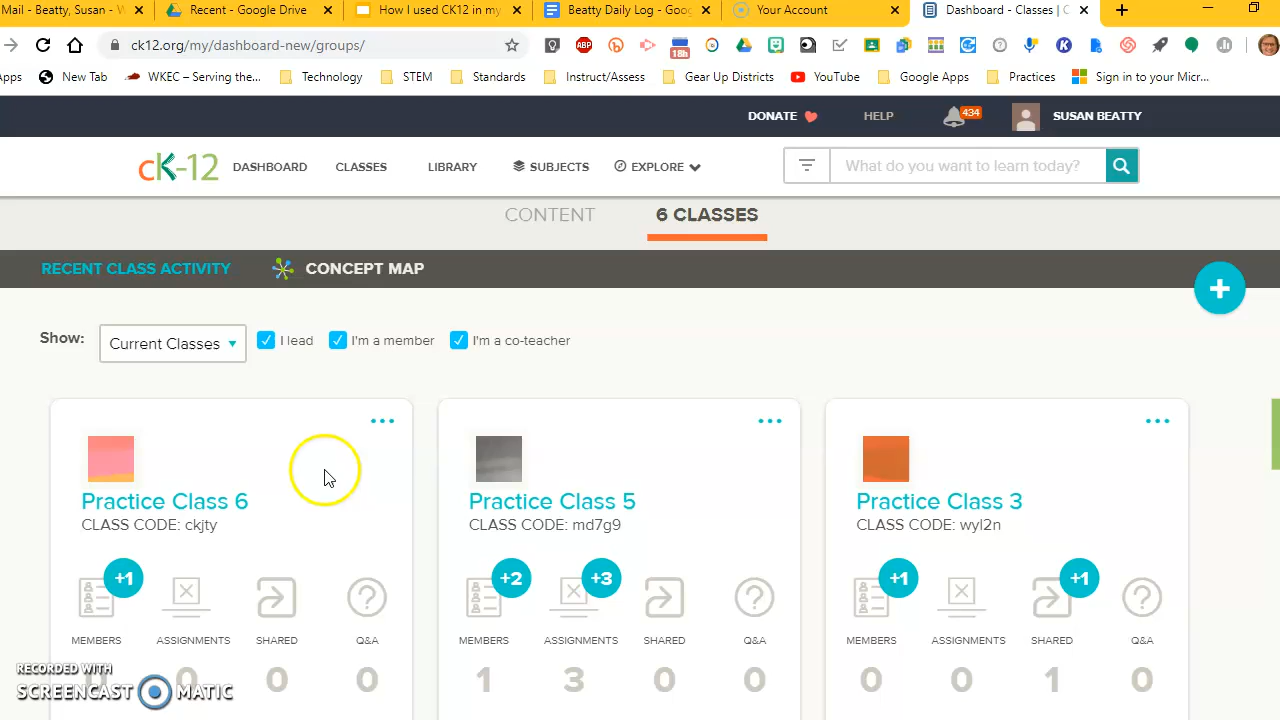 Mail - Beatty, Susan - 
Recent - Google Drive
How I used CK12 in my
Beatty Daily Log - Goo
Your Account
Dashboard - Classes | C
ck12.org/my/dashboard-new/groups/
ABP
18h
Apps
New Tab
WKEC – Serving the...
Technology
STEM
Standards
Instruct/Assess
Gear Up Districts
YouTube
Google Apps
Practices
Sign in to your Micr...
DONATE
HELP
434
SUSAN BEATTY
cK-12
DASHBOARD
CLASSES
LIBRARY
SUBJECTS
EXPLORE
What do you want to learn today?
CONTENT
6 CLASSES
RECENT CLASS ACTIVITY
CONCEPT MAP
+
Show:
Current Classes
I lead
I'm a member
I'm a co-teacher
Practice Class 6
CLASS CODE: ckjty
+1
MEMBERS
ASSIGNMENTS
SHARED
Q&A
0
0
0
Practice Class 5
CLASS CODE: md7g9
+2
+3
MEMBERS
ASSIGNMENTS
SHARED
Q&A
1
3
0
0
Practice Class 3
CLASS CODE: wyl2n
+1
+1
MEMBERS
ASSIGNMENTS
SHARED
Q&A
0
0
1
0
RECORDED WITH
SCREENCAST MATIC